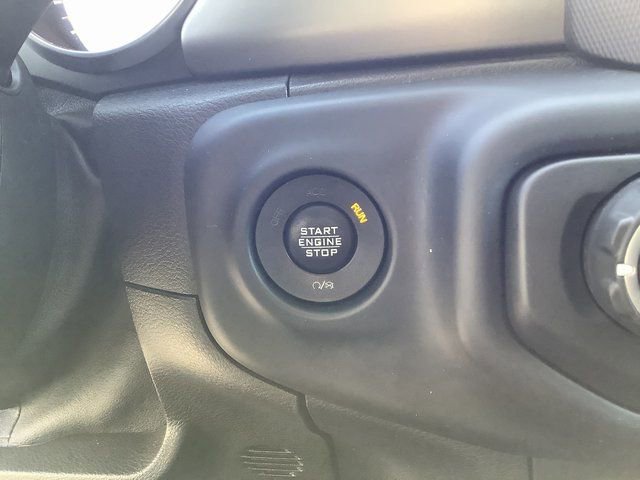 ACC
OFF
RUN
START
ENGINE
STOP